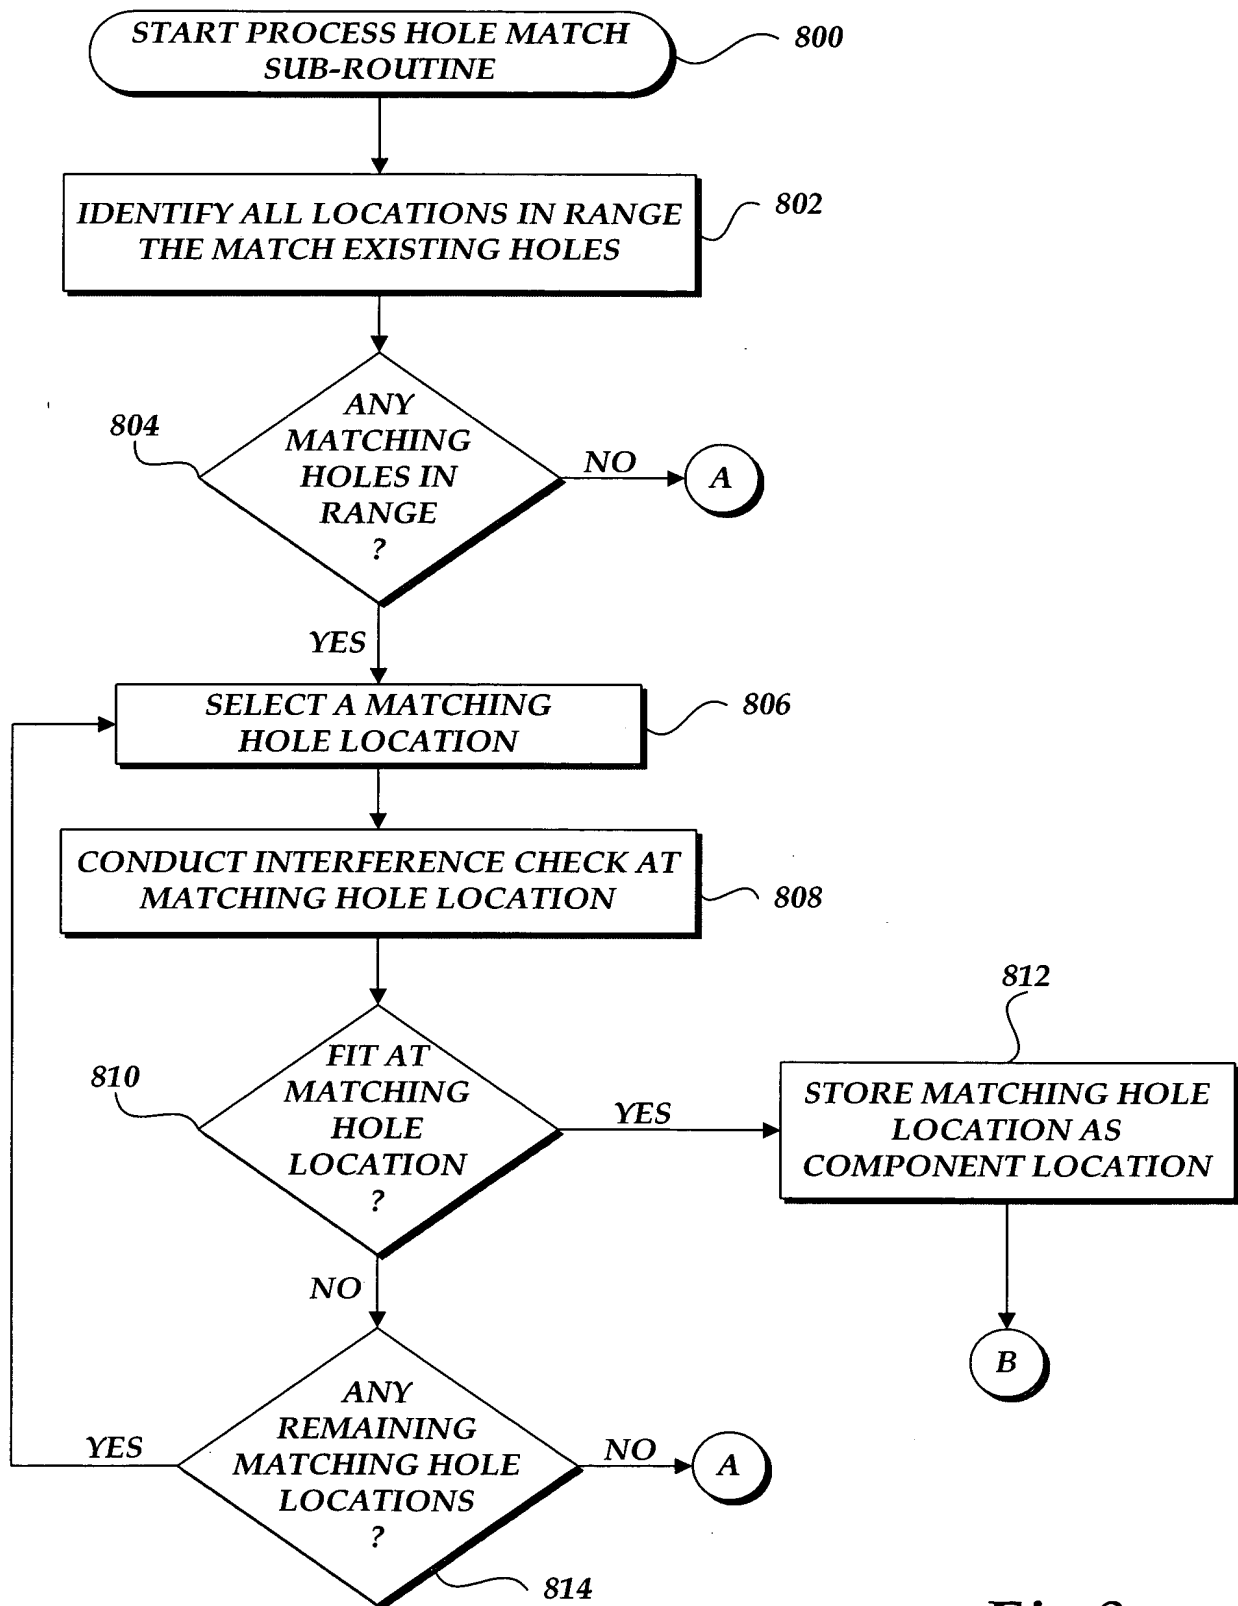 START PROCESS HOLE MATCH
SUB-ROUTINE
800
IDENTIFY ALL LOCATIONS IN RANGE
THE MATCH EXISTING HOLES
802
ANY
MATCHING
HOLES IN
RANGE
?
804
NO
A
YES
SELECT A MATCHING
HOLE LOCATION
806
CONDUCT INTERFERENCE CHECK AT
MATCHING HOLE LOCATION
808
FIT AT
MATCHING
HOLE
LOCATION
?
810
YES
812
STORE MATCHING HOLE
LOCATION AS
COMPONENT LOCATION
B
NO
ANY
REMAINING
MATCHING HOLE
LOCATIONS
?
YES
NO
A
814